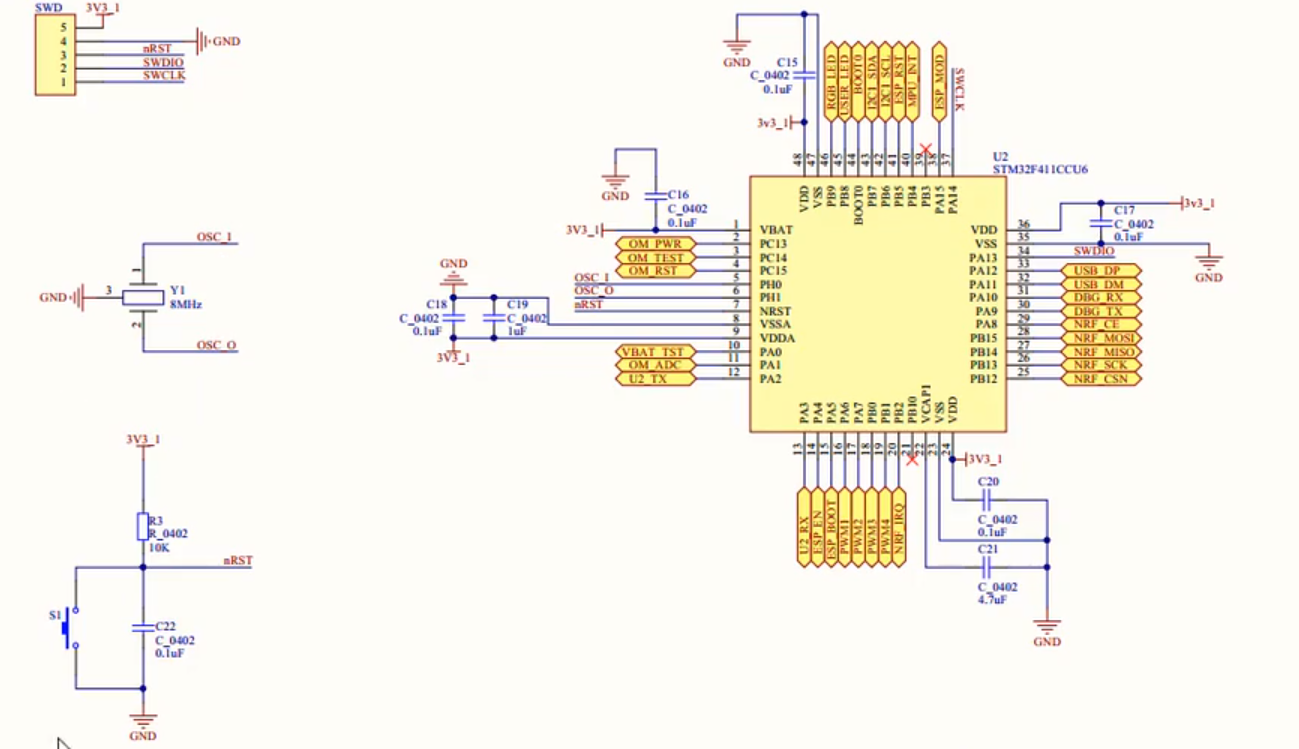 SWD
3V3_1
5
4
3
2
1
GND
nRST
SWDIO
SWCLK
OSC_I
1
GND
3
Y1
8MHz
2
OSC_O
3V3_1
R3
R_0402
10K
nRST
S1
C22
C_0402
0.1uF
GND
GND
C15
C_0402
0.1uF
3v3_1
RGB_LED
USER_LED
BOOT0
I2C1_SDA
I2C1_SCL
ESP_RST
MPU_INT
ESP_MOD
SWCLK
48
47
46
45
44
43
42
41
40
39
38
37
VDD
VSS
PB9
PB8
BOOT0
PB7
PB6
PB5
PB4
PB3
PA15
PA14
U2
STM32F411CCU6
GND
C16
C_0402
0.1uF
3V3_1
OM_PWR
OM_TEST
OM_RST
OSC_I
OSC_O
nRST
GND
C18
C_0402
0.1uF
C19
C_0402
1uF
3V3_1
VBAT_TST
OM_ADC
U2_TX
1 VBAT
2 PC13
3 PC14
4 PC15
5 PH0
6 PH1
7 NRST
8 VSSA
9 VDDA
10 PA0
11 PA1
12 PA2
VDD 36
VSS 35
PA13 34
PA12 33
PA11 32
PA10 31
PA9 30
PA8 29
PB15 28
PB14 27
PB13 26
PB12 25
3v3_1
C17
C_0402
0.1uF
GND
SWDIO
USB_DP
USB_DM
DBG_RX
DBG_TX
NRF_CE
NRF_MOSI
NRF_MISO
NRF_SCK
NRF_CSN
PA3
PA4
PA5
PA6
PA7
PB0
PB1
PB2
PB10
VCAP1
VSS
VDD
13
14
15
16
17
18
19
20
21
22
23
24
U2_RX
ESP_EN
ESP_BOOT
PWM1
PWM2
PWM3
PWM4
NRF_IRQ
3V3_1
C20
C_0402
0.1uF
C21
C_0402
4.7uF
GND